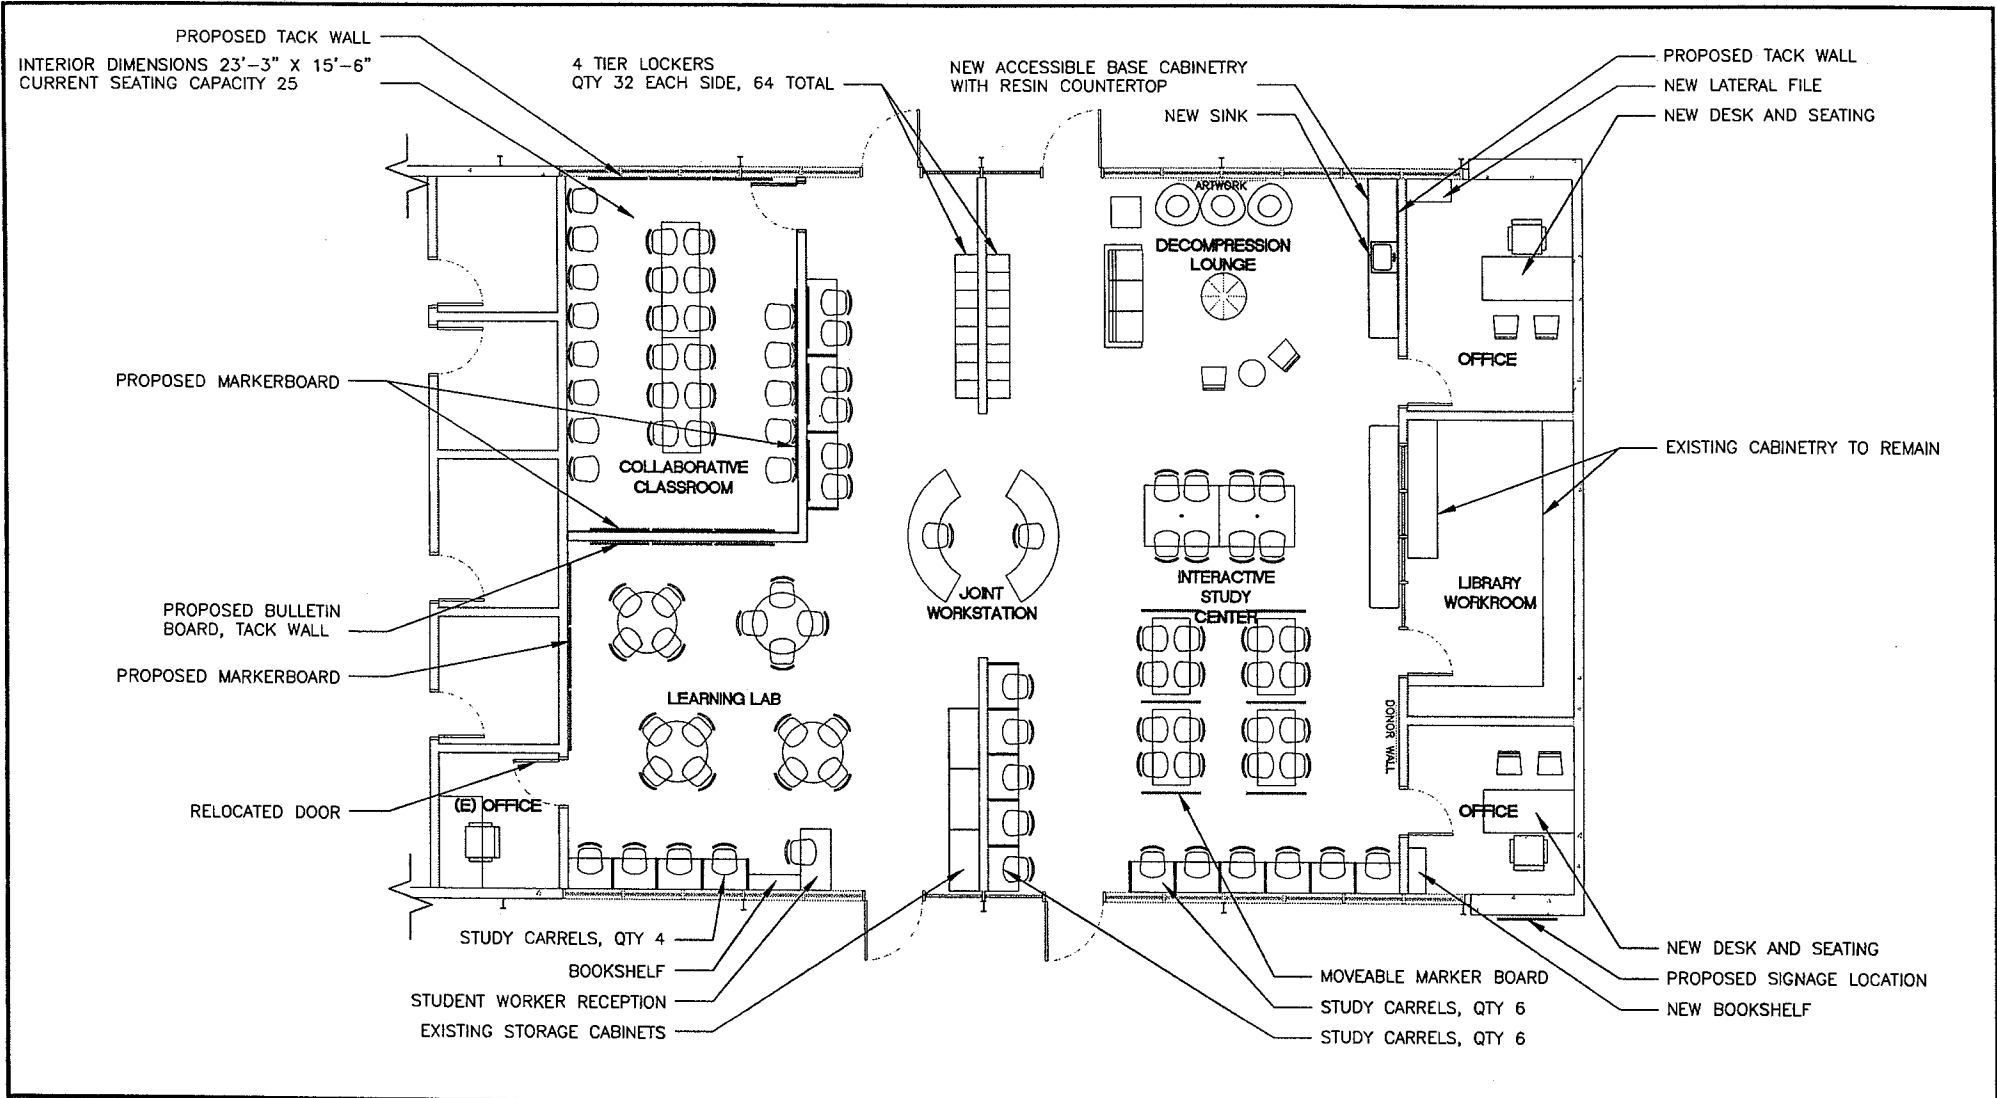 PROPOSED TACK WALL
INTERIOR DIMENSIONS 23'-3" X 15'-6"
CURRENT SEATING CAPACITY 25
4 TIER LOCKERS
QTY 32 EACH SIDE, 64 TOTAL
NEW ACCESSIBLE BASE CABINETRY
WITH RESIN COUNTERTOP
NEW SINK
PROPOSED TACK WALL
NEW LATERAL FILE
NEW DESK AND SEATING
ARTWORK
DECOMPRESSION
LOUNGE
OFFICE
PROPOSED MARKERBOARD
COLLABORATIVE
CLASSROOM
EXISTING CABINETRY TO REMAIN
INTERACTIVE
STUDY
CENTER
LIBRARY
WORKROOM
JOINT
WORKSTATION
PROPOSED BULLETIN
BOARD, TACK WALL
PROPOSED MARKERBOARD
LEARNING LAB
DONOR WALL
RELOCATED DOOR
(E) OFFICE
OFFICE
STUDY CARRELS, QTY 4
BOOKSHELF
STUDENT WORKER RECEPTION
EXISTING STORAGE CABINETS
MOVEABLE MARKER BOARD
STUDY CARRELS, QTY 6
STUDY CARRELS, QTY 6
NEW DESK AND SEATING
PROPOSED SIGNAGE LOCATION
NEW BOOKSHELF